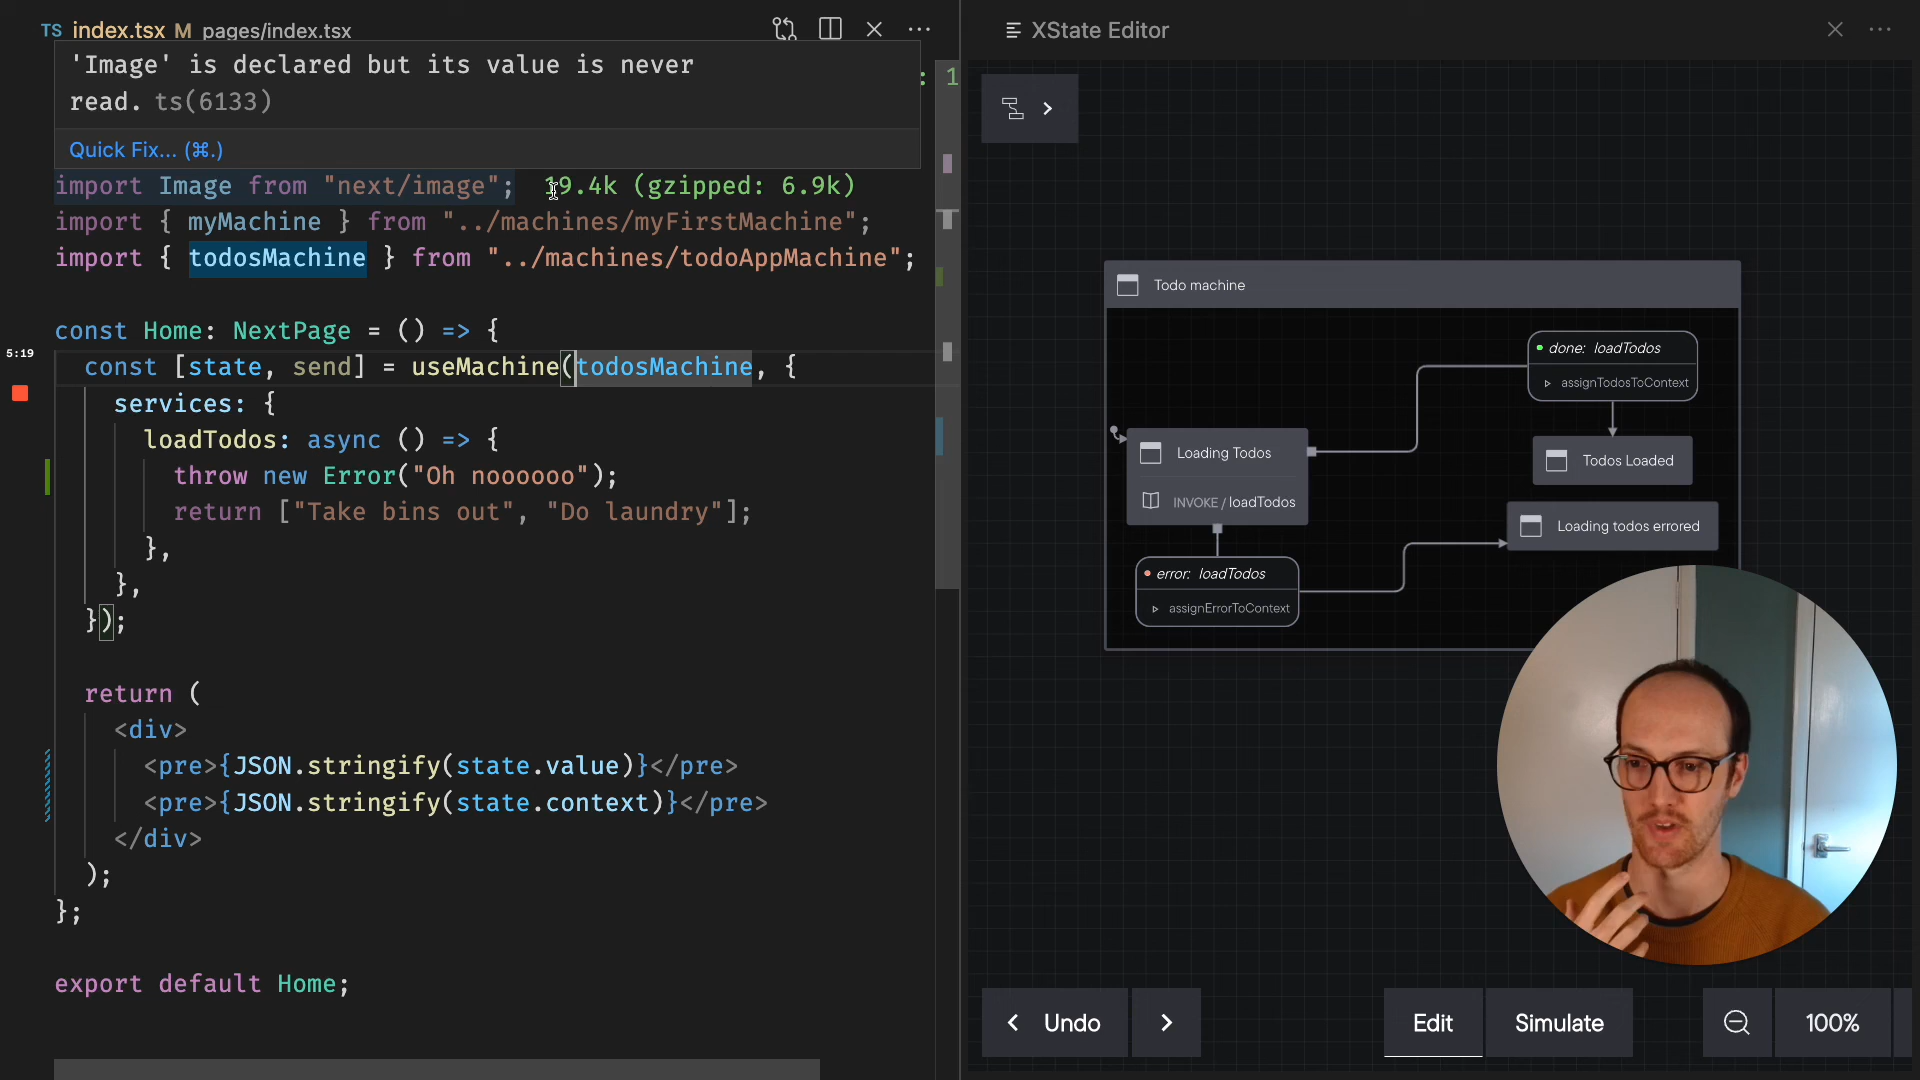 TS index.tsx M pages/index.tsx
'Image' is declared but its value is never
read. ts(6133)
: 1
Quick Fix... (⌘.)
import Image from "next/image"; 19.4k (gzipped: 6.9k)
import { myMachine } from "../machines/myFirstMachine";
import { todosMachine } from "../machines/todoAppMachine";
const Home: NextPage = () => {
5:19
const [state, send] = useMachine(todosMachine, {
services: {
loadTodos: async () => {
throw new Error("Oh noooooo");
return ["Take bins out", "Do laundry"];
},
},
});
return (
<div>
<pre>{JSON.stringify(state.value)}</pre>
<pre>{JSON.stringify(state.context)}</pre>
</div>
);
};
export default Home;
XState Editor
Todo machine
done: loadTodos
assignTodosToContext
Loading Todos
INVOKE / loadTodos
Todos Loaded
Loading todos errored
error: loadTodos
assignErrorToContext
Undo
Edit
Simulate
100%